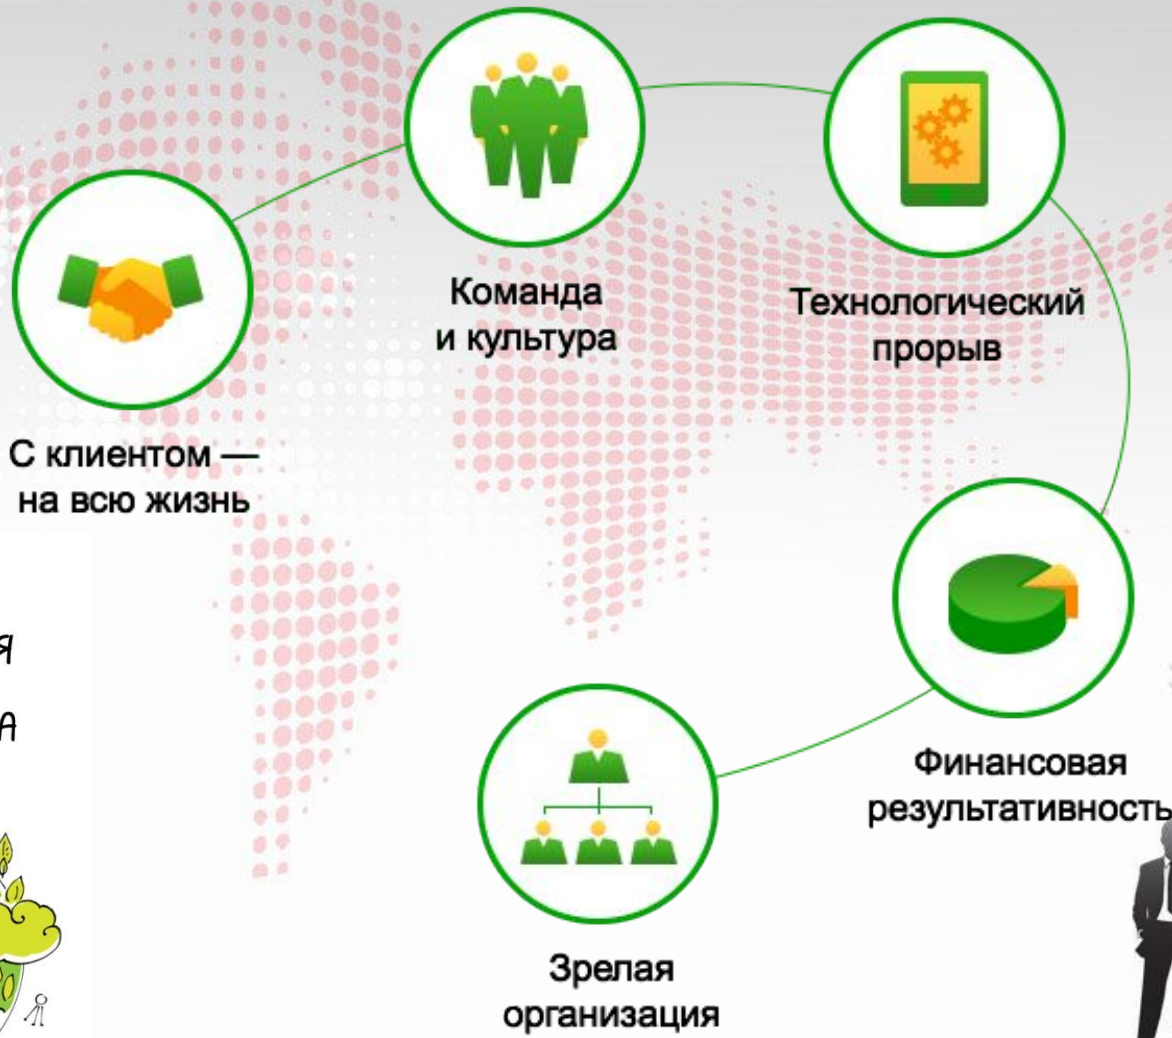 Команда
и культура
Технологический
прорыв
С клиентом —
на всю жизнь
Финансовая
результативность
Зрелая
организация